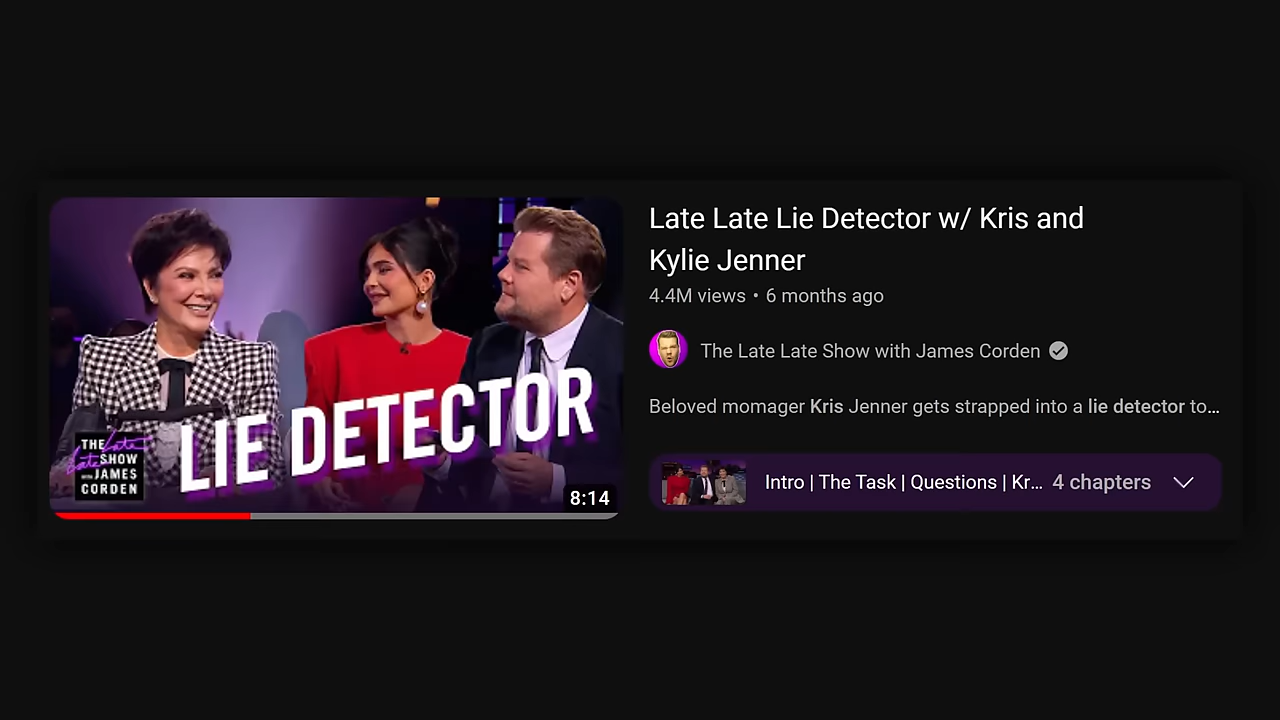 THE
Late Late
SHOW
WITH JAMES
CORDEN
LIE DETECTOR
8:14
Late Late Lie Detector w/ Kris and
Kylie Jenner
4.4M views • 6 months ago
The Late Late Show with James Corden
Beloved momager Kris Jenner gets strapped into a lie detector to…
Intro | The Task | Questions | Kr… 4 chapters